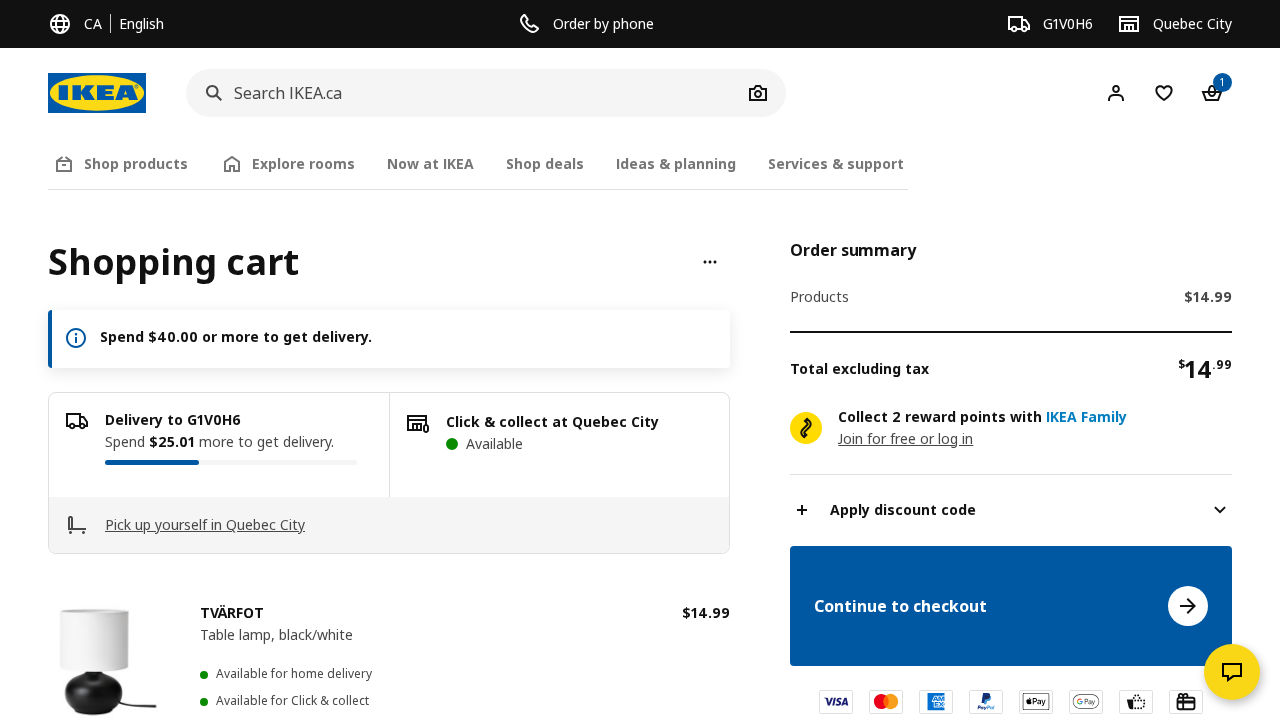 CA English
Order by phone
G1V0H6
Quebec City
IKEA
Search IKEA.ca
1
Shop products
Explore rooms
Now at IKEA
Shop deals
Ideas & planning
Services & support
Shopping cart
Spend $40.00 or more to get delivery.
Delivery to G1V0H6
Spend $25.01 more to get delivery.
Click & collect at Quebec City
Available
Pick up yourself in Quebec City
TVÄRFOT
$14.99
Table lamp, black/white
Available for home delivery
Available for Click & collect
Order summary
Products
$14.99
Total excluding tax
$14.99
Collect 2 reward points with IKEA Family
Join for free or log in
Apply discount code
Continue to checkout
VISA
AMEX
PayPal
Pay
G Pay